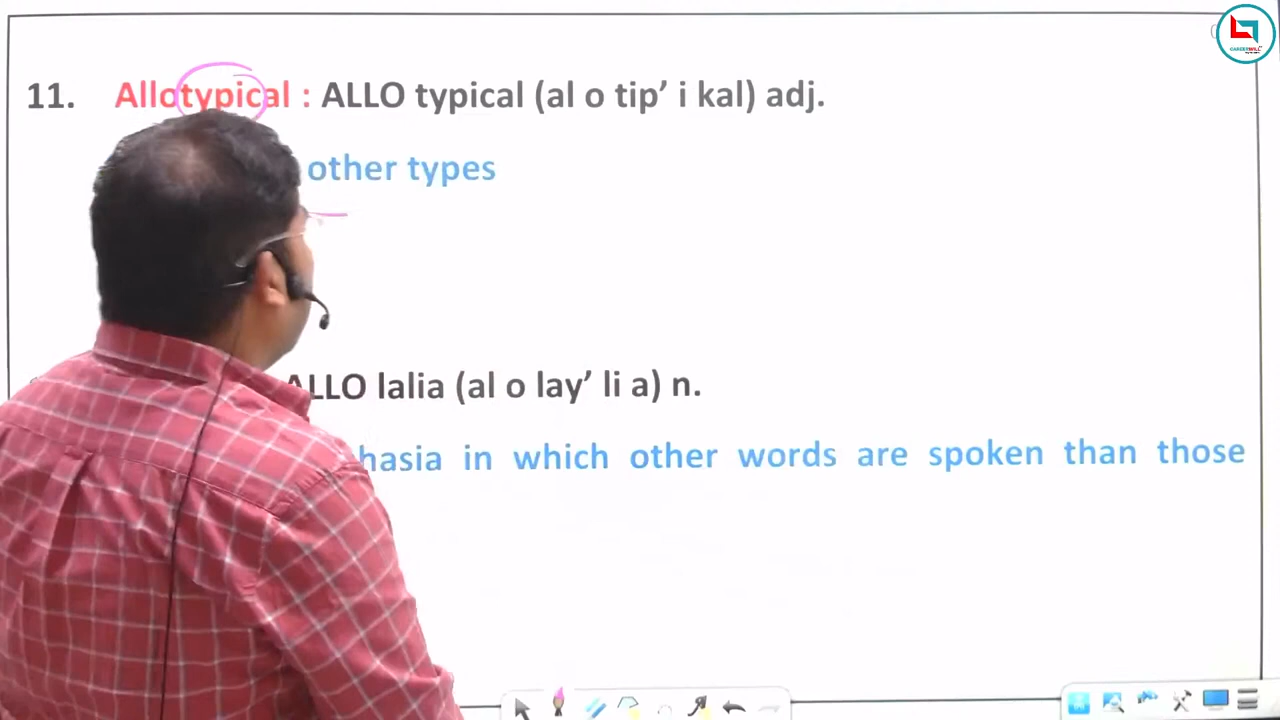 11. Allotypical : ALLO typical (al o tip’ i kal) adj.
other types
ALLO lalia (al o lay’ li a) n.
hasia in which other words are spoken than those